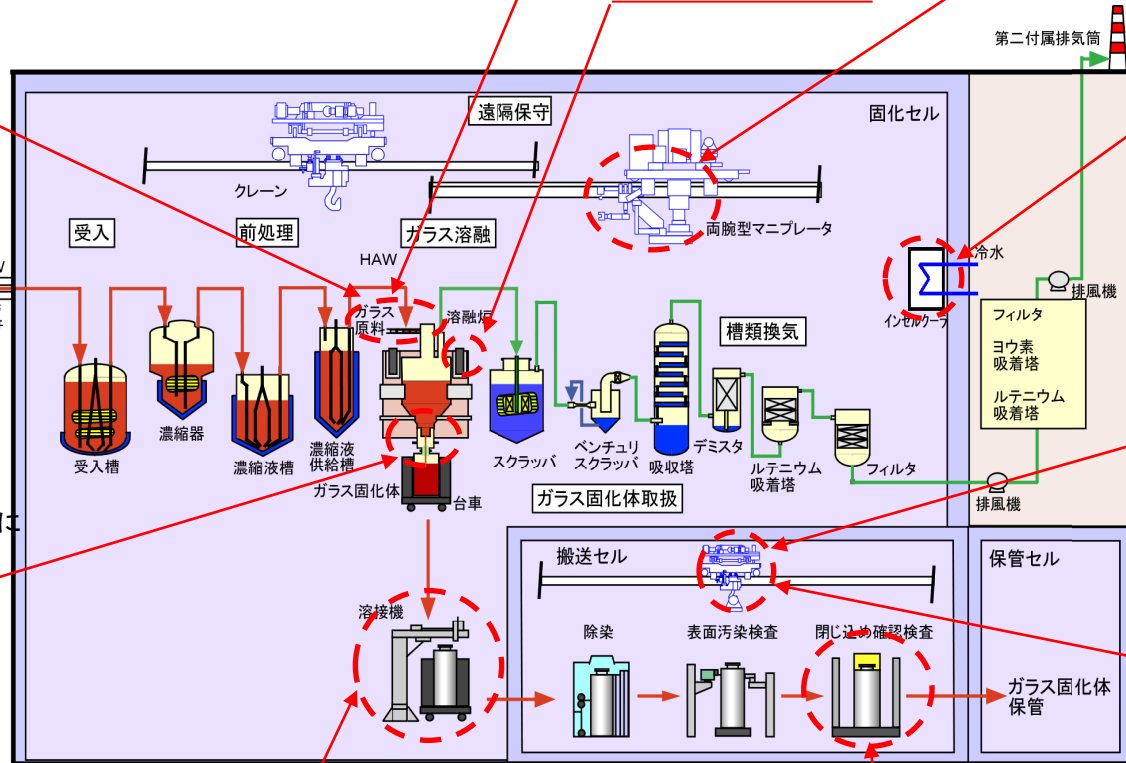 第二付属排気筒
遠隔保守
固化セル
クレーン
両腕型マニプレータ
受入
前処理
ガラス溶融
HAW
冷水
排風機
インセルクーラ
ガラス
原料
溶融炉
槽類換気
フィルタ
ヨウ素
吸着塔
ルテニウム
吸着塔
受入槽
濃縮器
濃縮液槽
濃縮液
供給槽
スクラッバ
ベンチュリ
スクラッバ
吸収塔
デミスタ
ルテニウム
吸着塔
フィルタ
排風機
ガラス固化体
台車
ガラス固化体取扱
に
搬送セル
保管セル
溶接機
除染
表面汚染検査
閉じ込め確認検査
ガラス固化体
保管